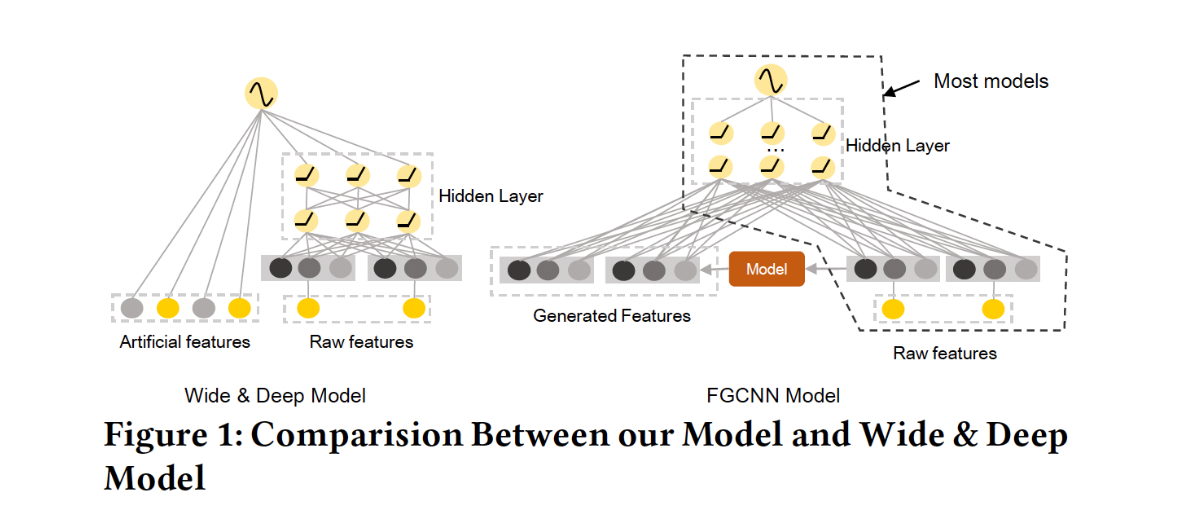 Most models
Hidden Layer
...
Hidden Layer
Model
Generated Features
Artificial features
Raw features
Raw features
Wide & Deep Model
FGCNN Model
Figure 1: Comparision Between our Model and Wide & Deep
Model